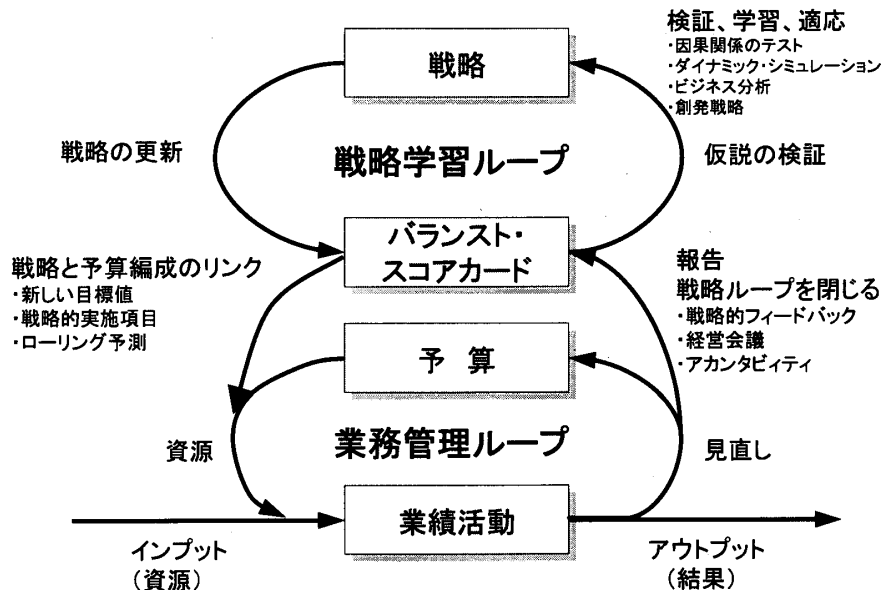 検証、学習、適応
・因果関係のテスト
・ダイナミック・シミュレーション
・ビジネス分析
・創発戦略
戦略
戦略の更新
戦略学習ループ
仮説の検証
バランスト・
スコアカード
戦略と予算編成のリンク
・新しい目標値
・戦略的実施項目
・ローリング予測
報告
戦略ループを閉じる
・戦略的フィードバック
・経営会議
・アカンタビィティ
予 算
資源
業務管理ループ
見直し
業績活動
インプット
（資源）
アウトプット
（結果）